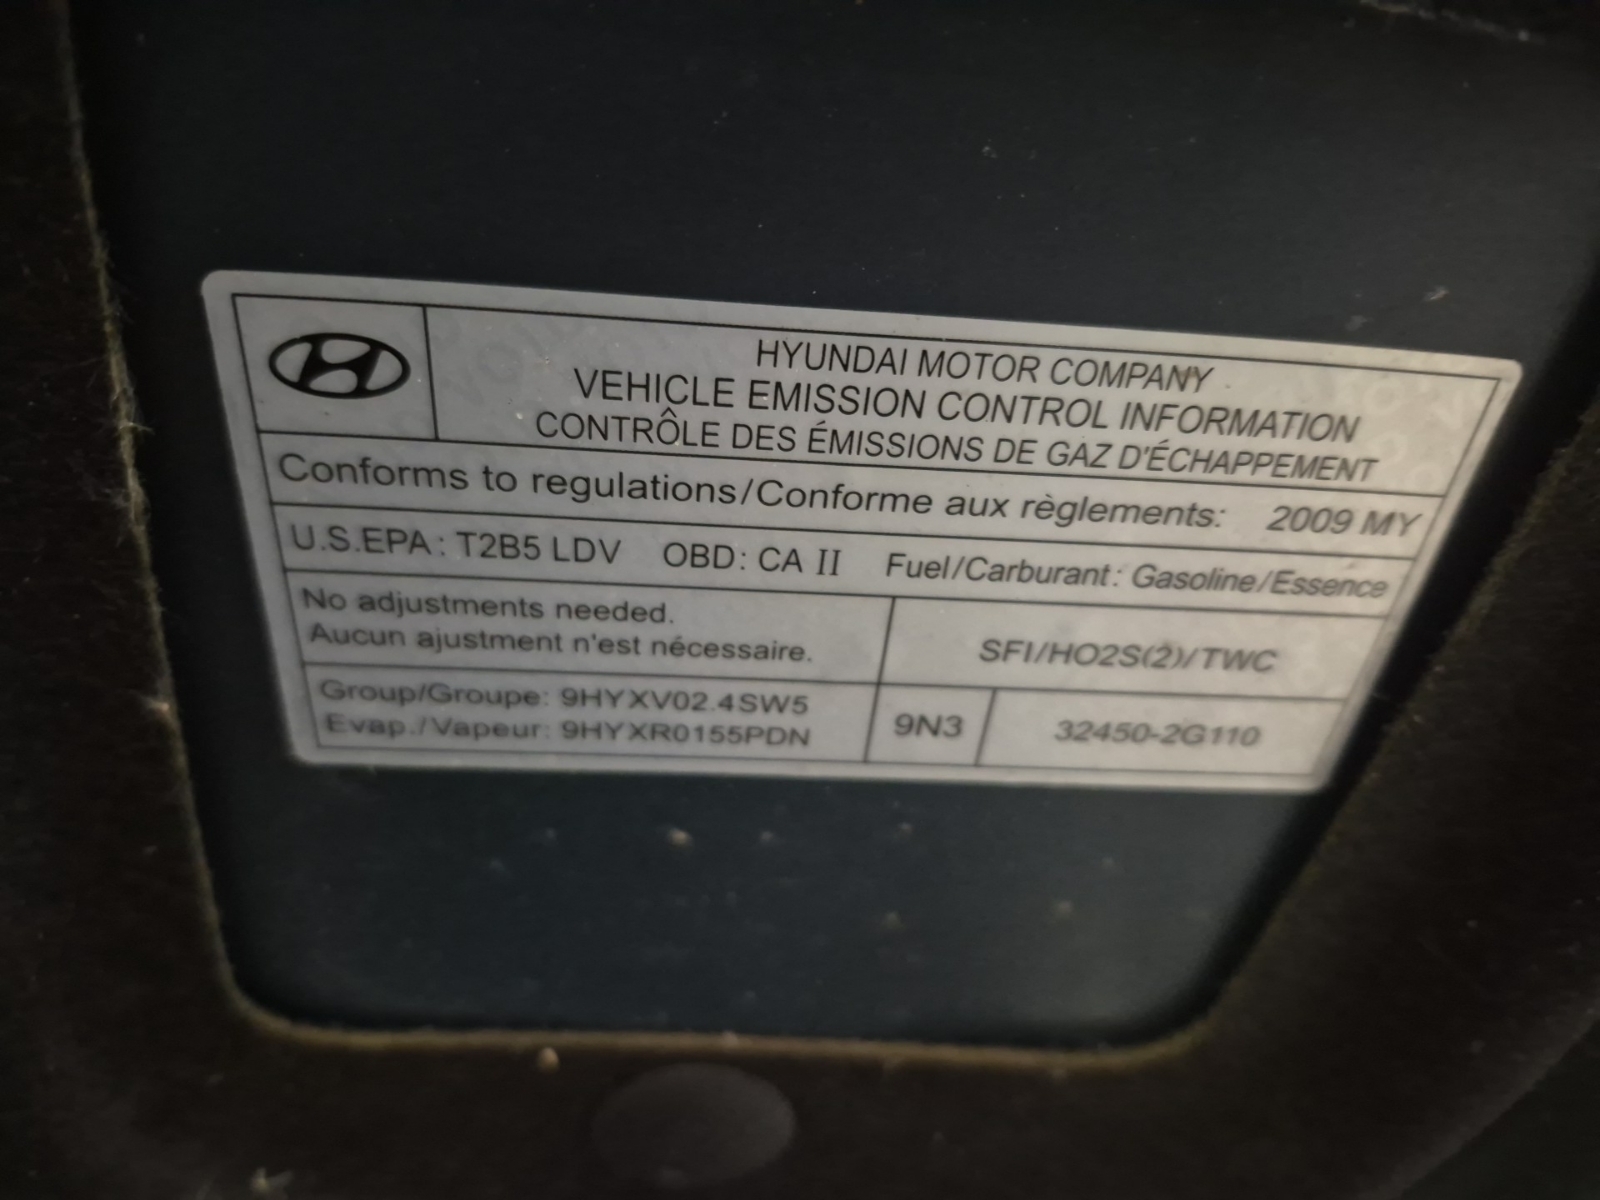 HYUNDAI MOTOR COMPANY
VEHICLE EMISSION CONTROL INFORMATION
CONTRÔLE DES ÉMISSIONS DE GAZ D'ÉCHAPPEMENT
Conforms to regulations/Conforme aux règlements: 2009 MY
U.S.EPA: T2B5 LDV OBD: CA II Fuel/Carburant: Gasoline/Essence
No adjustments needed.
Aucun ajustment n'est nécessaire.
SFI/HO2S(2)/TWC
Group/Groupe: 9HYXV02.4SW5
Evap./Vapeur: 9HYXR0155PDN
9N3
32450-2G110